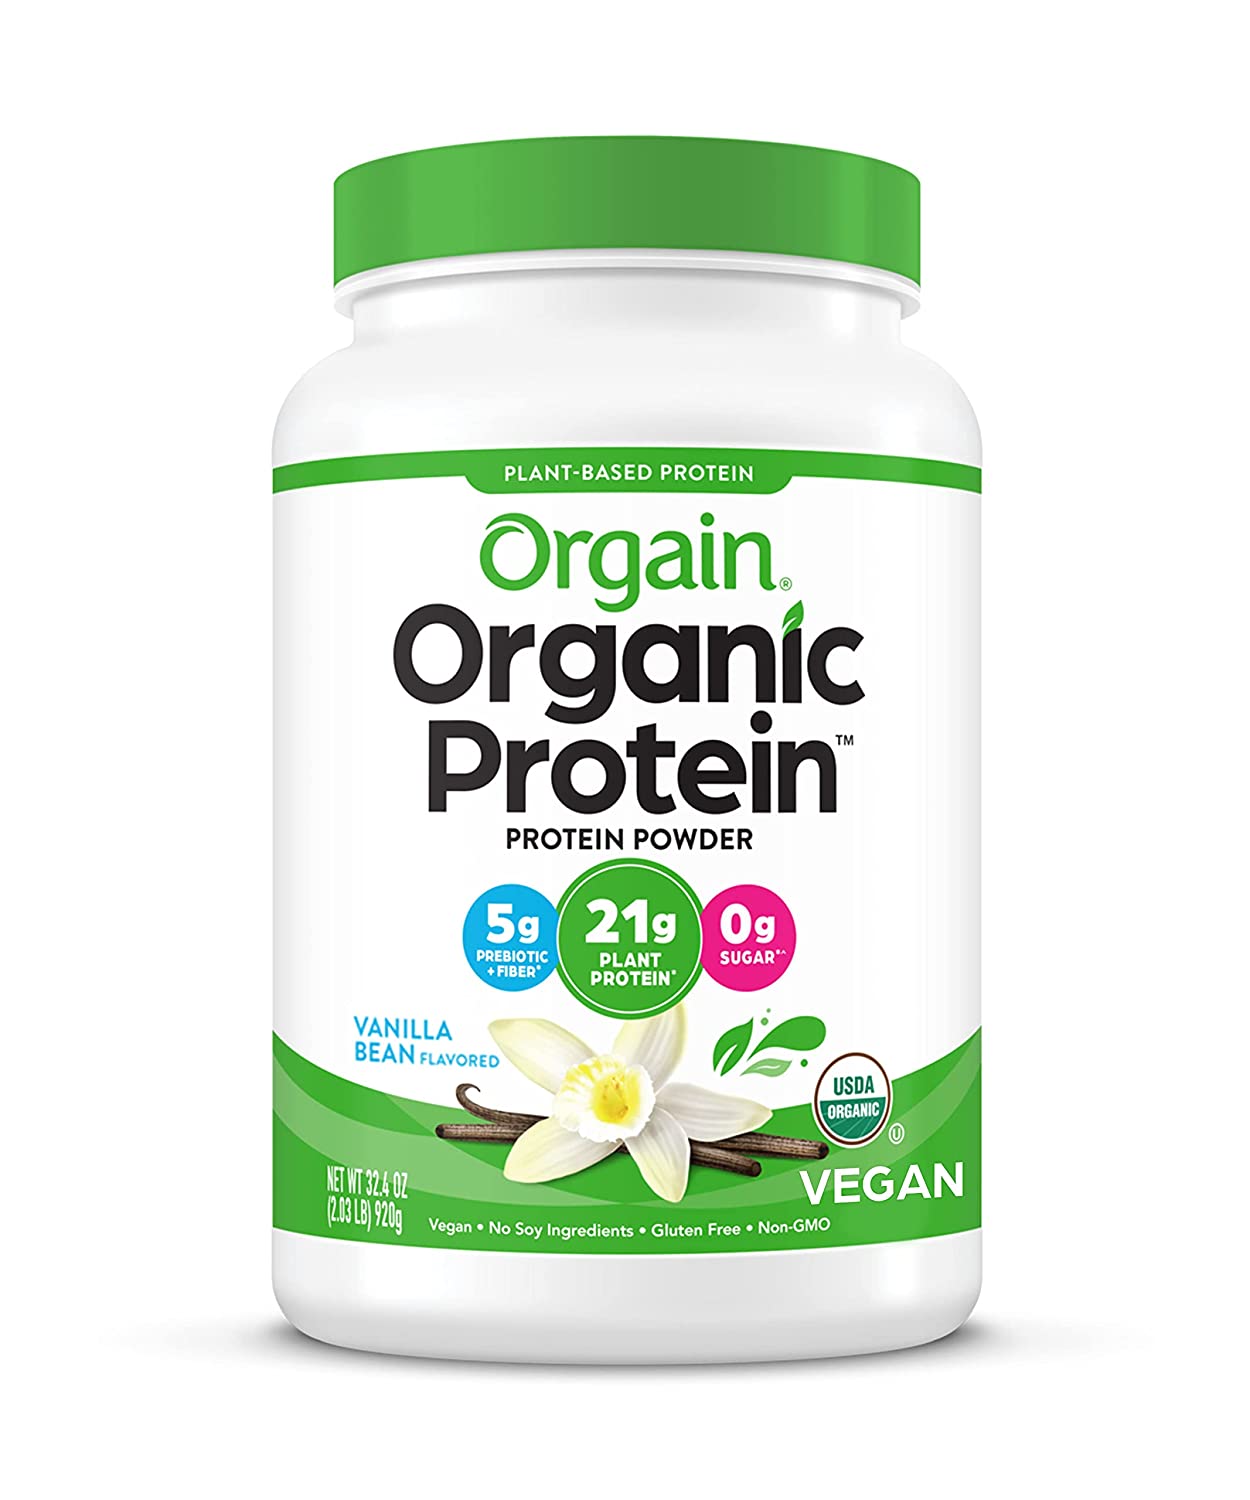 PLANT-BASED PROTEIN
Orgain®
Organic
Protein™
PROTEIN POWDER
5g
PREBIOTIC
+ FIBER*
21g
PLANT
PROTEIN*
0g
SUGAR*^
VANILLA
BEAN FLAVORED
USDA
ORGANIC
U
VEGAN
NET WT 32.4 OZ
(2.03 LB) 920g
Vegan • No Soy Ingredients • Gluten Free • Non-GMO